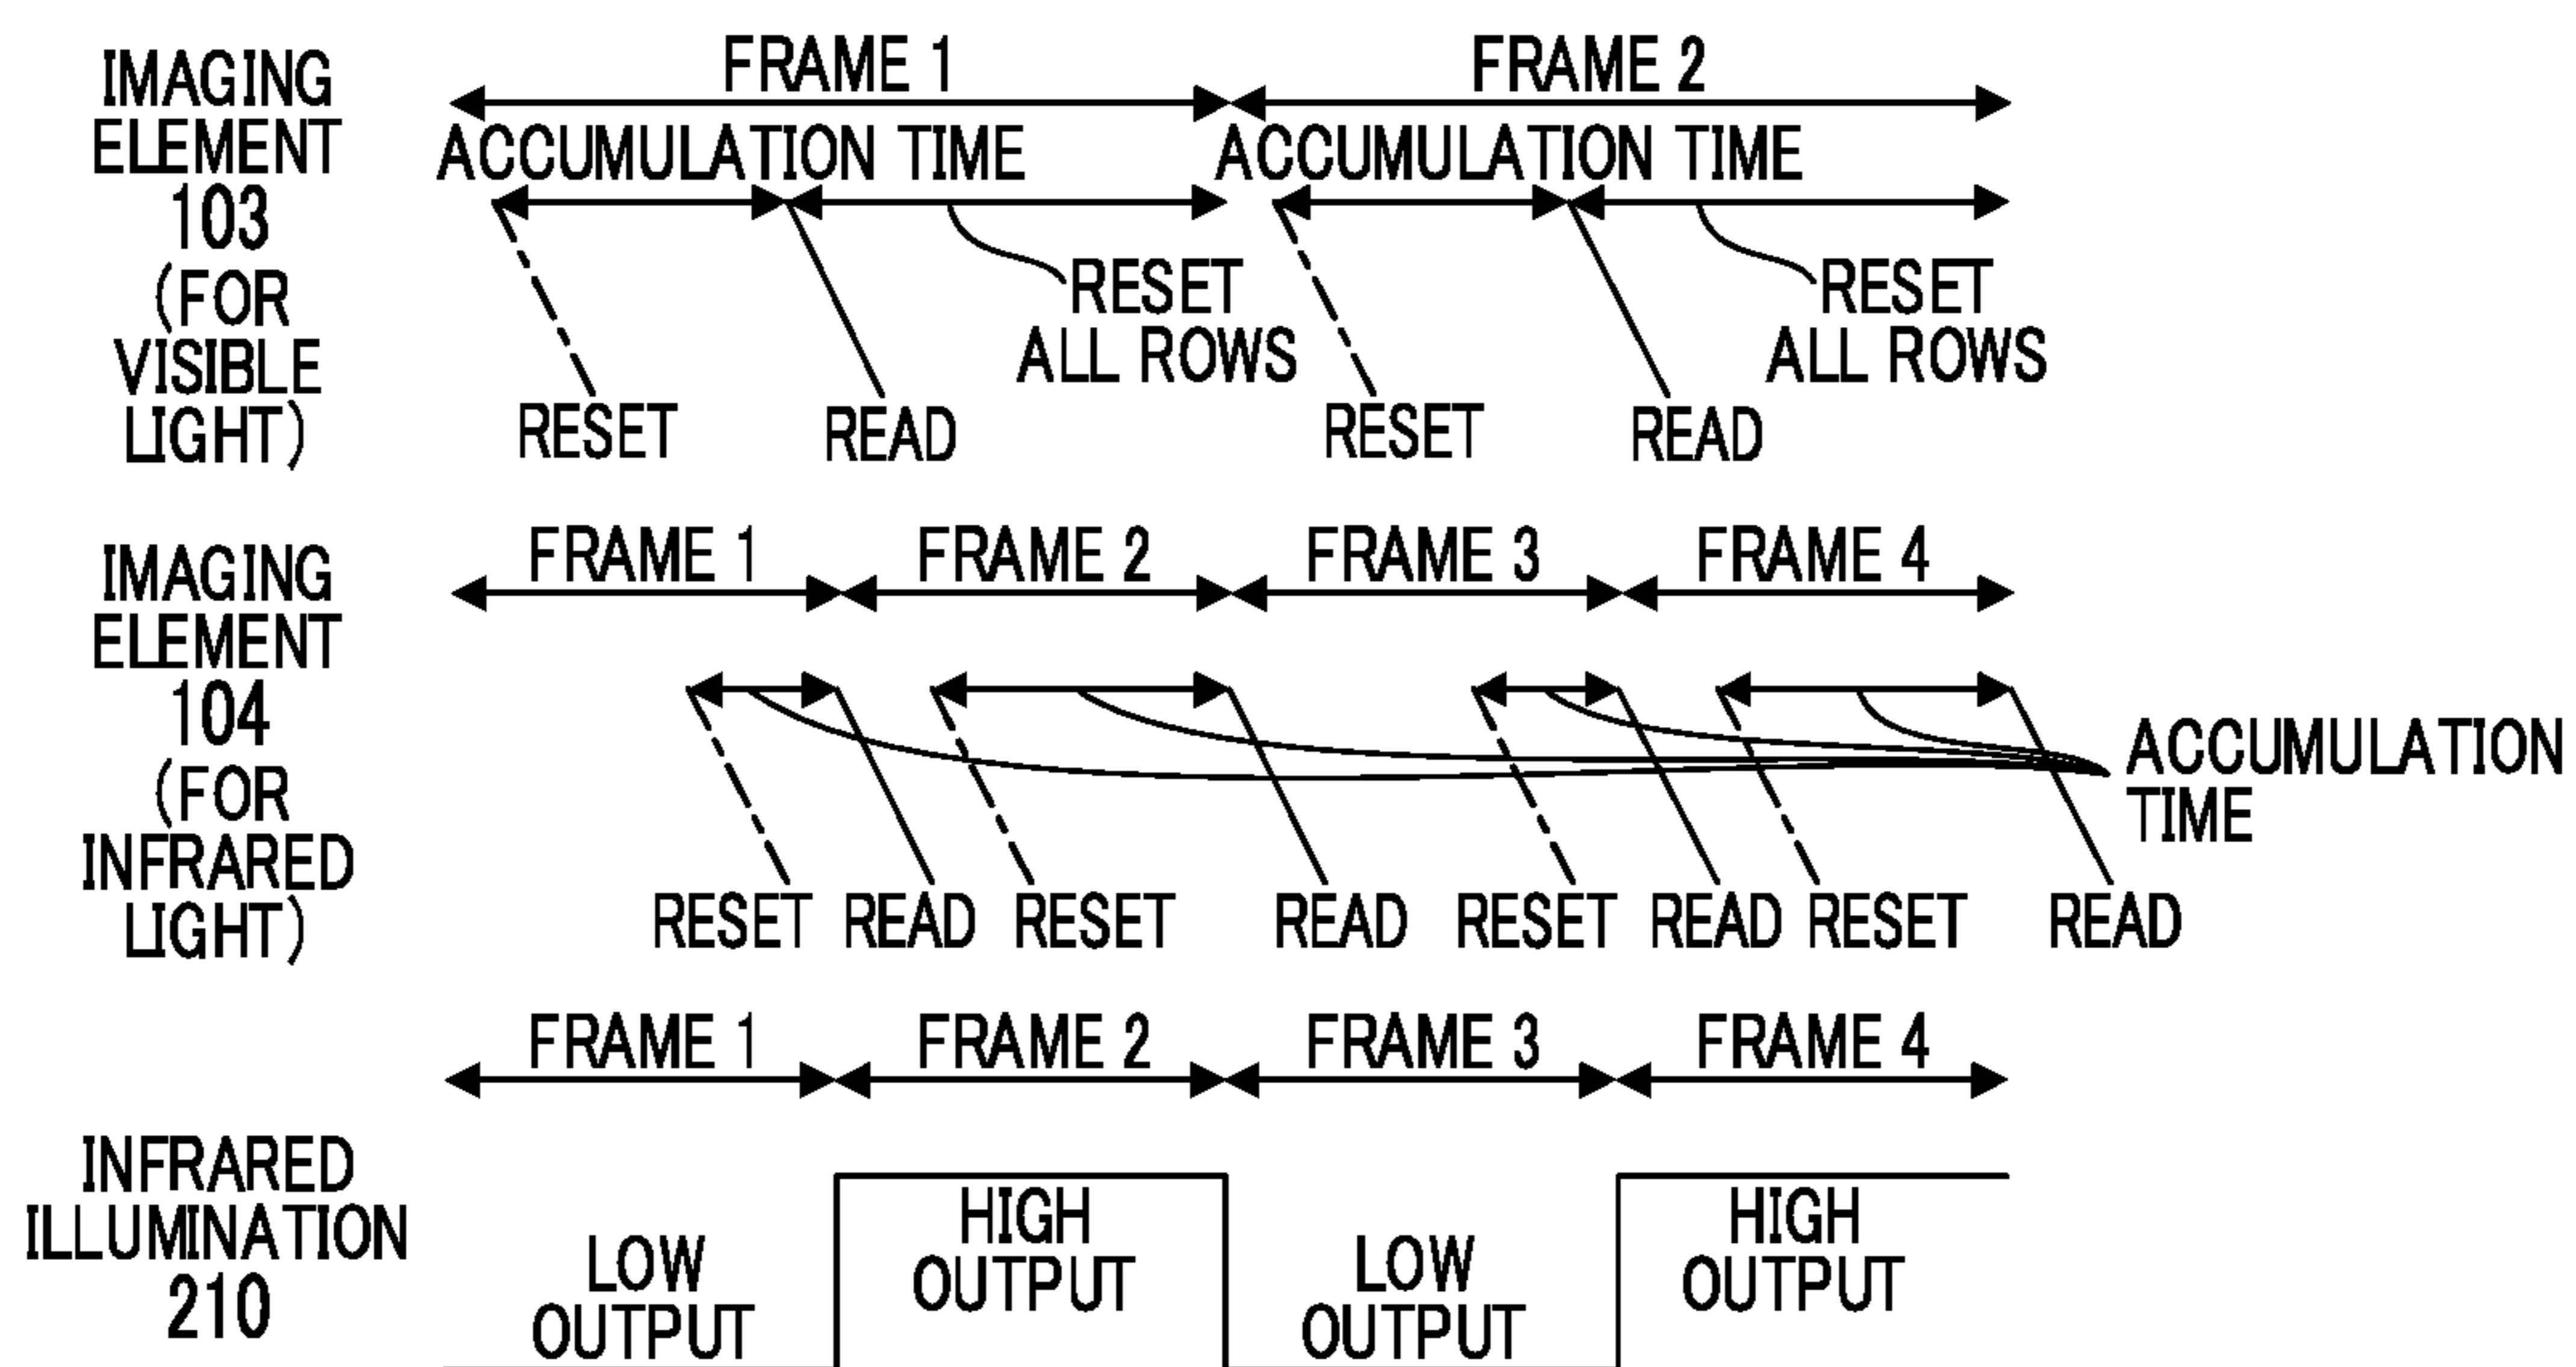 IMAGING
ELEMENT
103
(FOR
VISIBLE
LIGHT)
FRAME 1
FRAME 2
ACCUMULATION TIME
ACCUMULATION TIME
RESET
ALL ROWS
RESET
ALL ROWS
RESET
READ
RESET
READ
IMAGING
ELEMENT
104
(FOR
INFRARED
LIGHT)
FRAME 1
FRAME 2
FRAME 3
FRAME 4
ACCUMULATION
TIME
RESET
READ
RESET
READ
RESET
READ
RESET
READ
FRAME 1
FRAME 2
FRAME 3
FRAME 4
INFRARED
ILLUMINATION
210
LOW
OUTPUT
HIGH
OUTPUT
LOW
OUTPUT
HIGH
OUTPUT